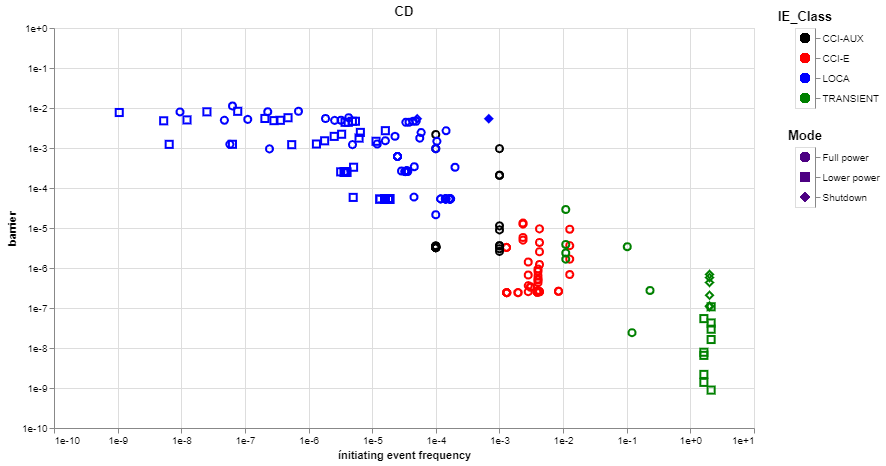 CD
IE_Class
CCI-AUX
CCI-E
LOCA
TRANSIENT
Mode
Full power
Lower power
Shutdown
barrier
1e+0
1e-1
1e-2
1e-3
1e-4
1e-5
1e-6
1e-7
1e-8
1e-9
1e-10
1e-10 1e-9 1e-8 1e-7 1e-6 1e-5 1e-4 1e-3 1e-2 1e-1 1e+0 1e+1
ínitiating event frequency